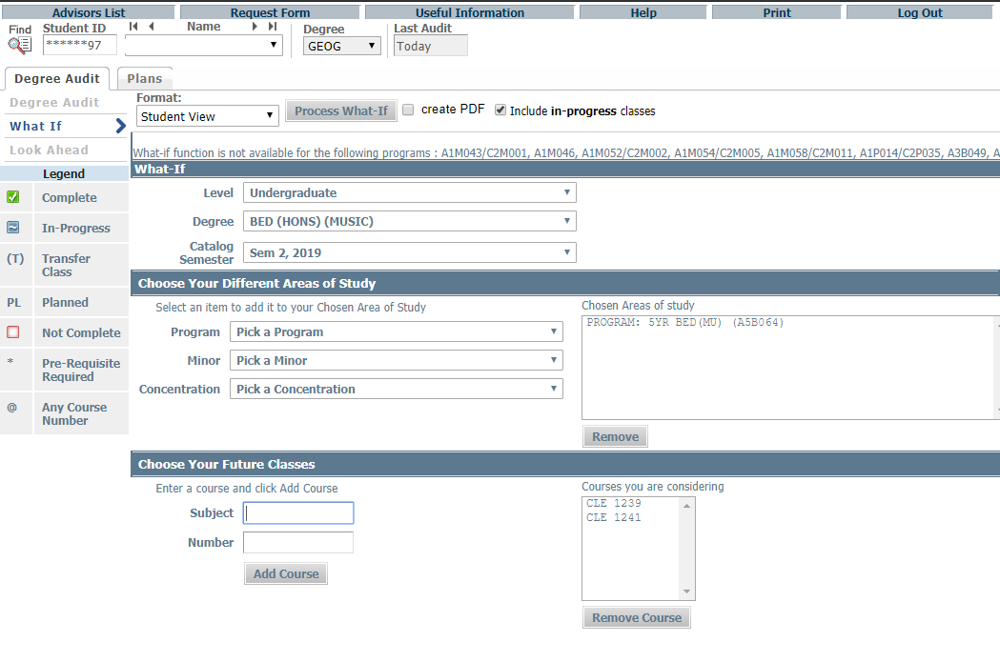 Advisors List Request Form Useful Information Help Print Log Out
Find Student ID Name Degree Last Audit
******97 GEOG Today
Degree Audit Plans
Degree Audit
What If
Look Ahead
Format:
Student View Process What-If create PDF Include in-progress classes
What-if function is not available for the following programs : A1M043/C2M001, A1M046, A1M052/C2M002, A1M054/C2M005, A1M058/C2M011, A1P014/C2P035, A3B049, A
Legend
Complete
In-Progress
(T) Transfer
Class
PL Planned
Not Complete
* Pre-Requisite
Required
@ Any Course
Number
What-If
Level Undergraduate
Degree BED (HONS) (MUSIC)
Catalog
Semester Sem 2, 2019
Choose Your Different Areas of Study
Select an item to add it to your Chosen Area of Study
Program Pick a Program
Minor Pick a Minor
Concentration Pick a Concentration
Chosen Areas of study
PROGRAM: 5YR BED(MU) (A5B064)
Remove
Choose Your Future Classes
Enter a course and click Add Course
Subject
Number
Add Course
Courses you are considering
CLE 1239
CLE 1241
Remove Course